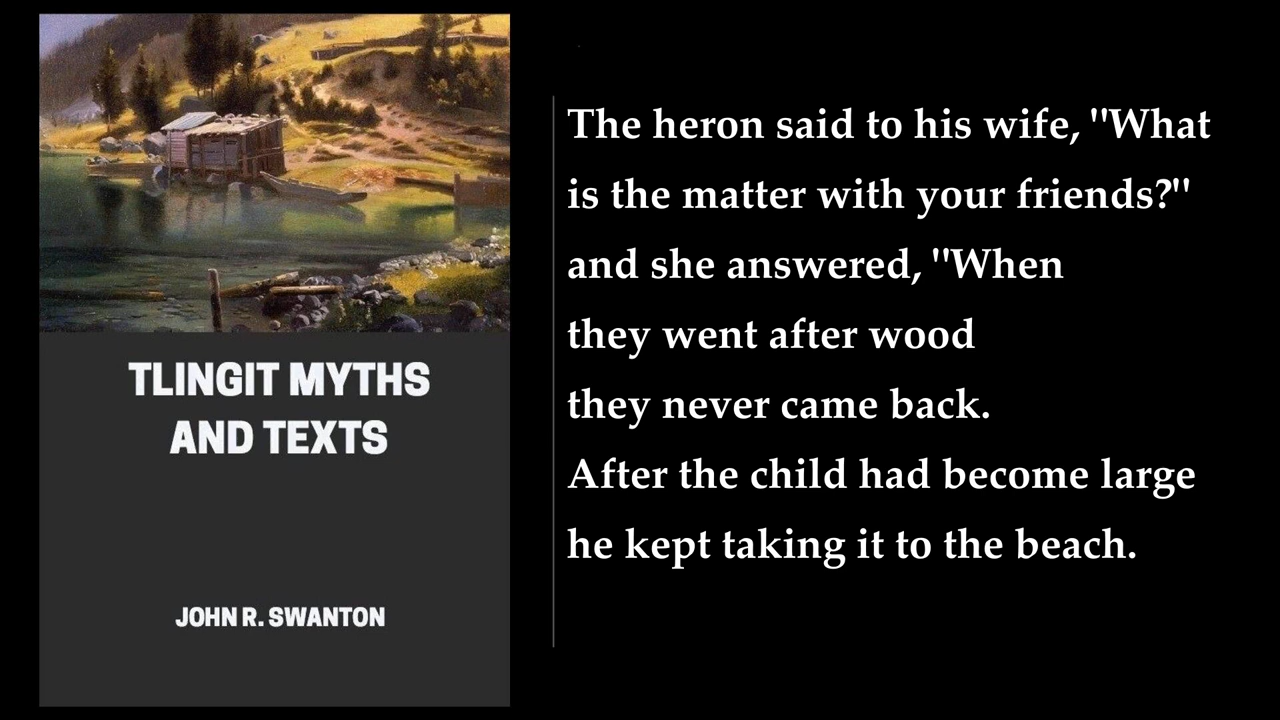 TLINGIT MYTHS
AND TEXTS
JOHN R. SWANTON
The heron said to his wife, "What
is the matter with your friends?"
and she answered, "When
they went after wood
they never came back.
After the child had become large
he kept taking it to the beach.